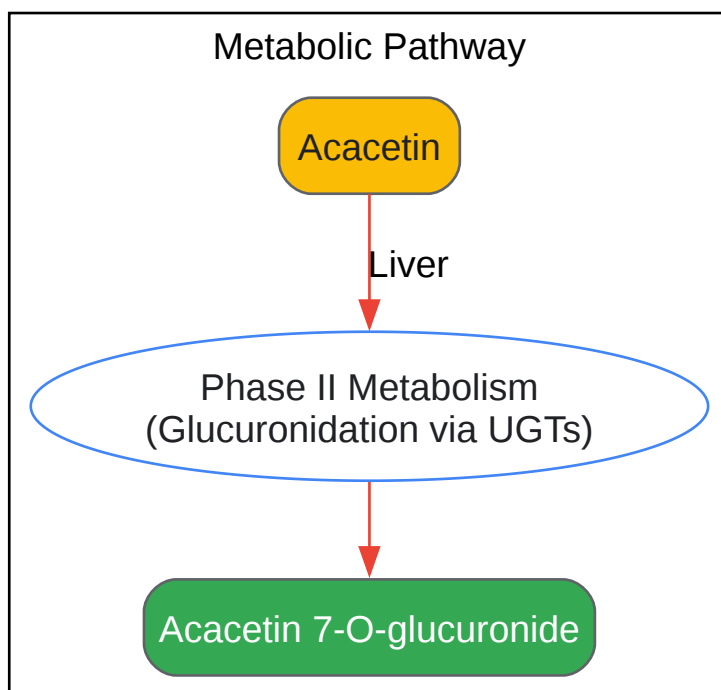 Metabolic Pathway
Acacetin
Liver
Phase II Metabolism
(Glucuronidation via UGTs)
Acacetin 7-O-glucuronide